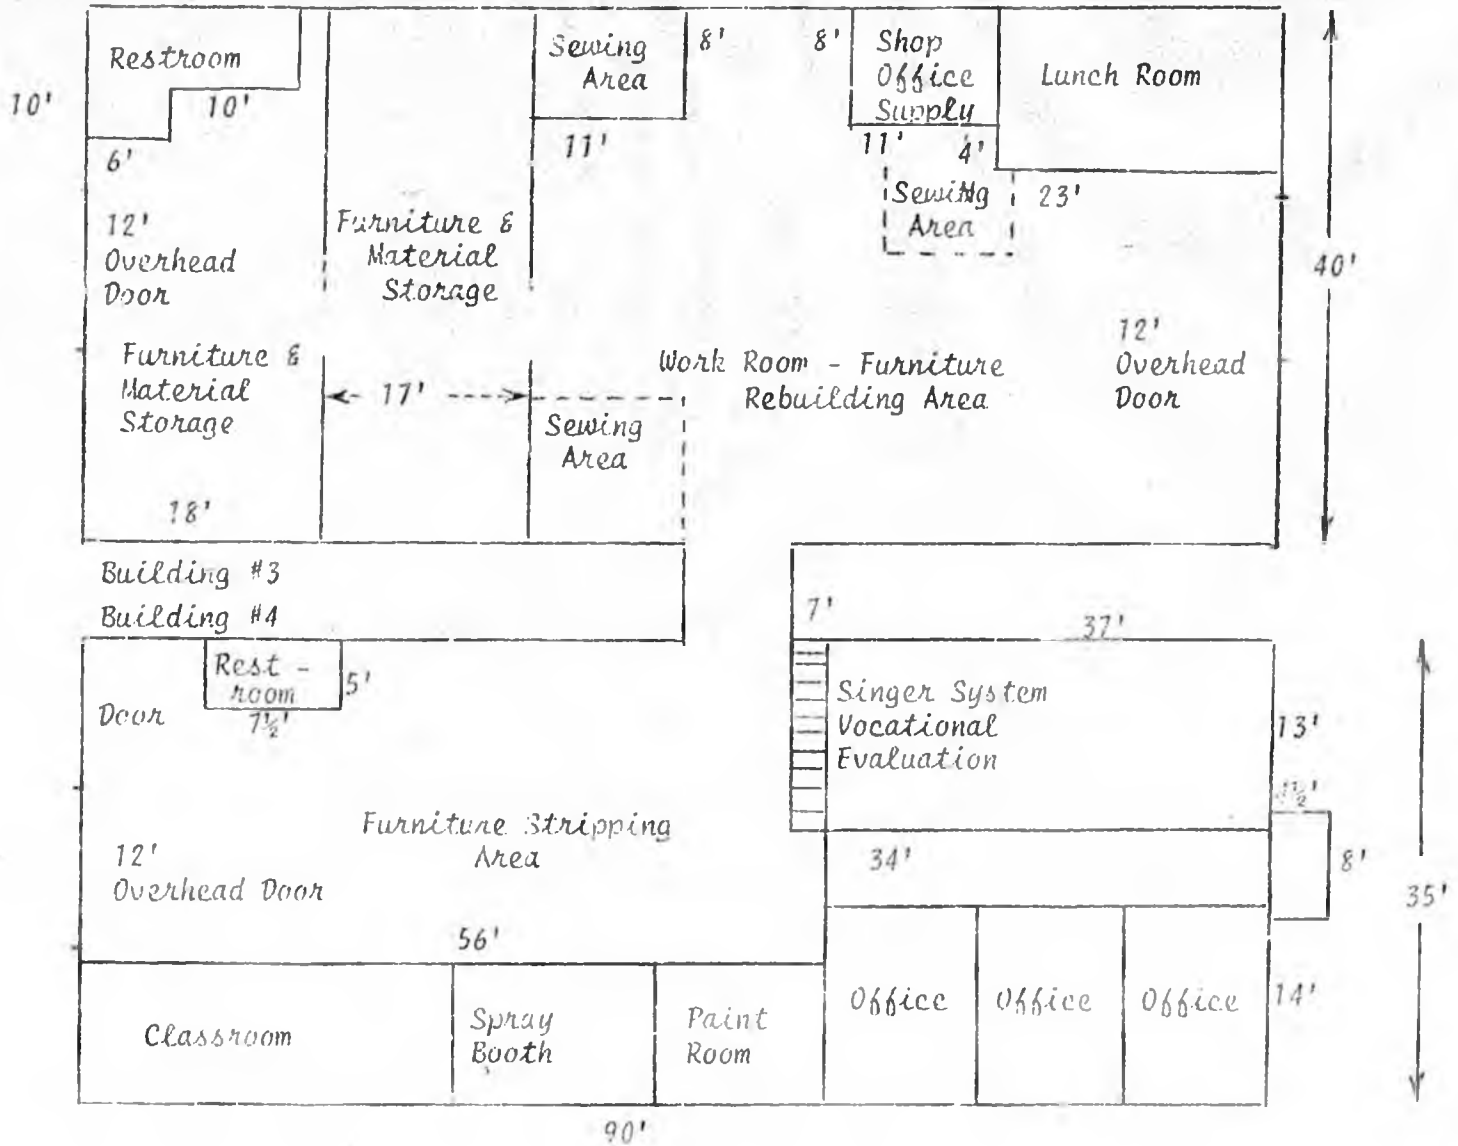 Restroom
10'
10'
6'
Sewing
Area
8'
11'
8'
Shop
Office
Supply
11'
4'
Lunch Room
23'
Sewing
Area
40'
12'
Overhead
Door
Furniture &
Material
Storage
Furniture &
Material
Storage
17'
18'
Sewing
Area
Work Room - Furniture
Rebuilding Area
12'
Overhead
Door
Building #3
Building #4
7'
37'
Rest-
room
5'
7½'
Door
Singer System
Vocational
Evaluation
13'
8'
35'
Furniture Stripping
Area
12'
Overhead Door
34'
56'
Classroom
Spray
Booth
Paint
Room
Office
Office
Office
14'
90'